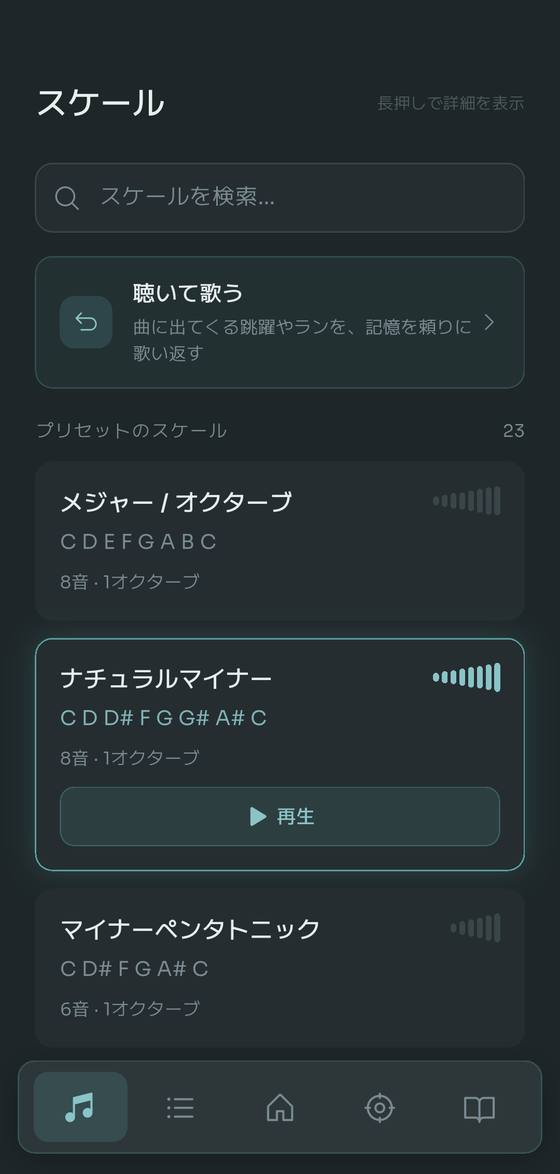 スケール
長押しで詳細を表示
スケールを検索...
聴いて歌う
曲に出てくる跳躍やランを、記憶を頼りに
歌い返す
プリセットのスケール
23
メジャー / オクターブ
C D E F G A B C
8音 · 1オクターブ
ナチュラルマイナー
C D D# F G G# A# C
8音 · 1オクターブ
再生
マイナーペンタトニック
C D# F G A# C
6音 · 1オクターブ